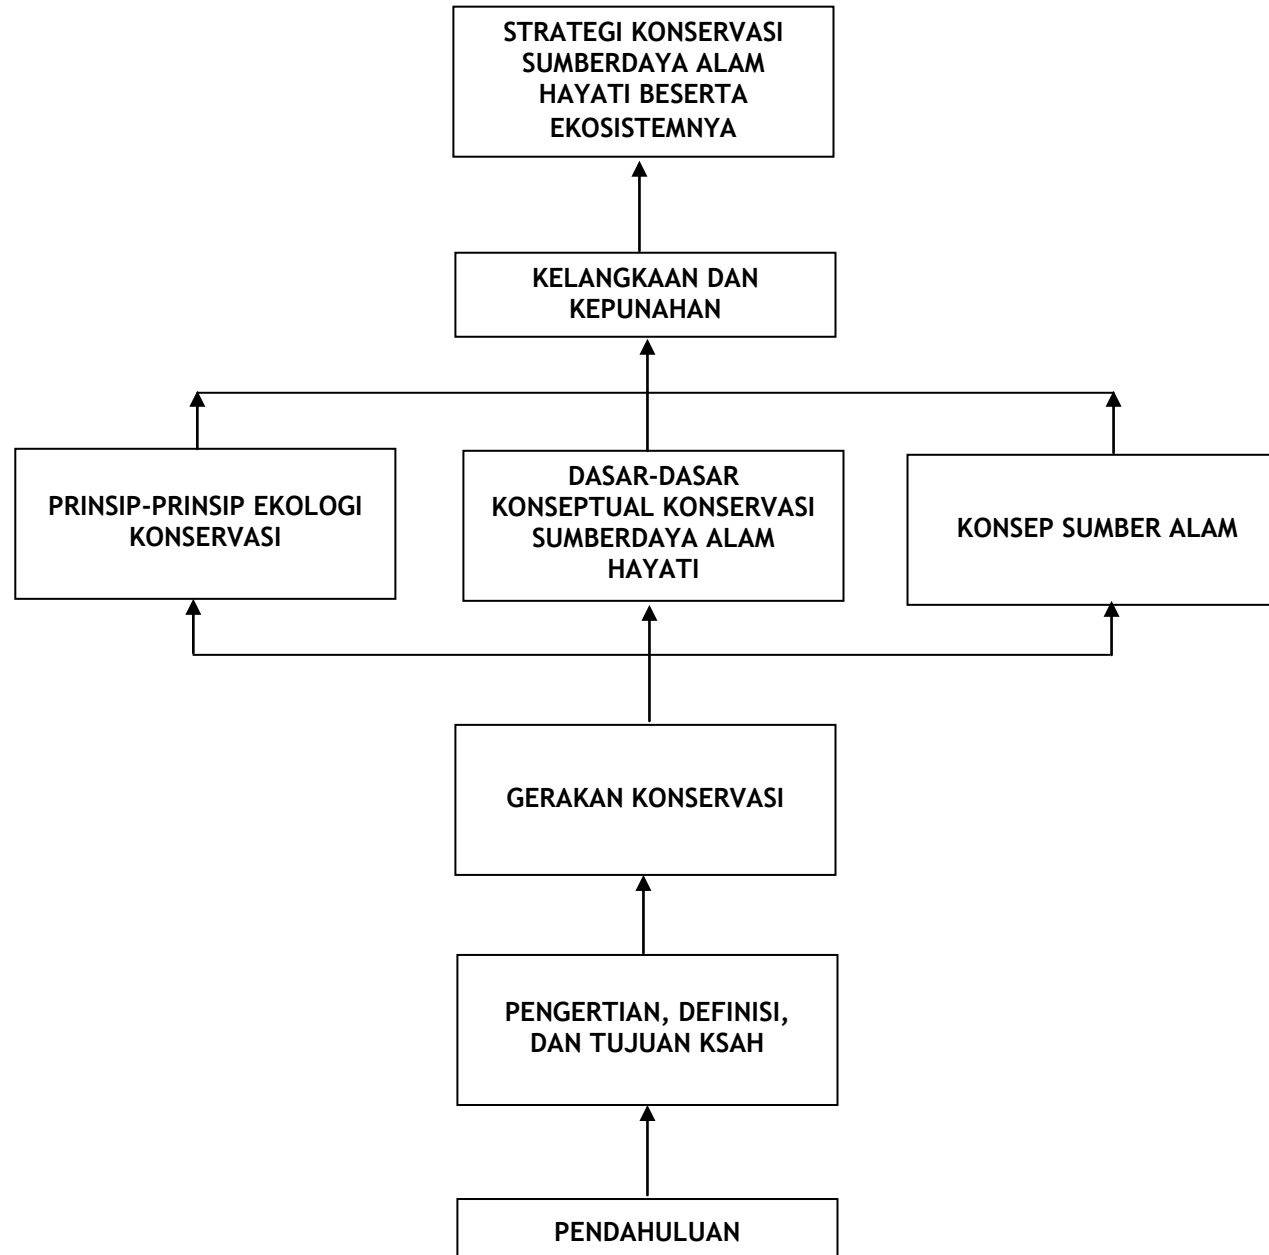 STRATEGI KONSERVASI
SUMBERDAYA ALAM
HAYATI BESERTA
EKOSISTEMNYA
KELANGKAAN DAN
KEPUNAHAN
PRINSIP-PRINSIP EKOLOGI
KONSERVASI
DASAR-DASAR
KONSEPTUAL KONSERVASI
SUMBERDAYA ALAM
HAYATI
KONSEP SUMBER ALAM
GERAKAN KONSERVASI
PENGERTIAN, DEFINISI,
DAN TUJUAN KSAH
PENDAHULUAN